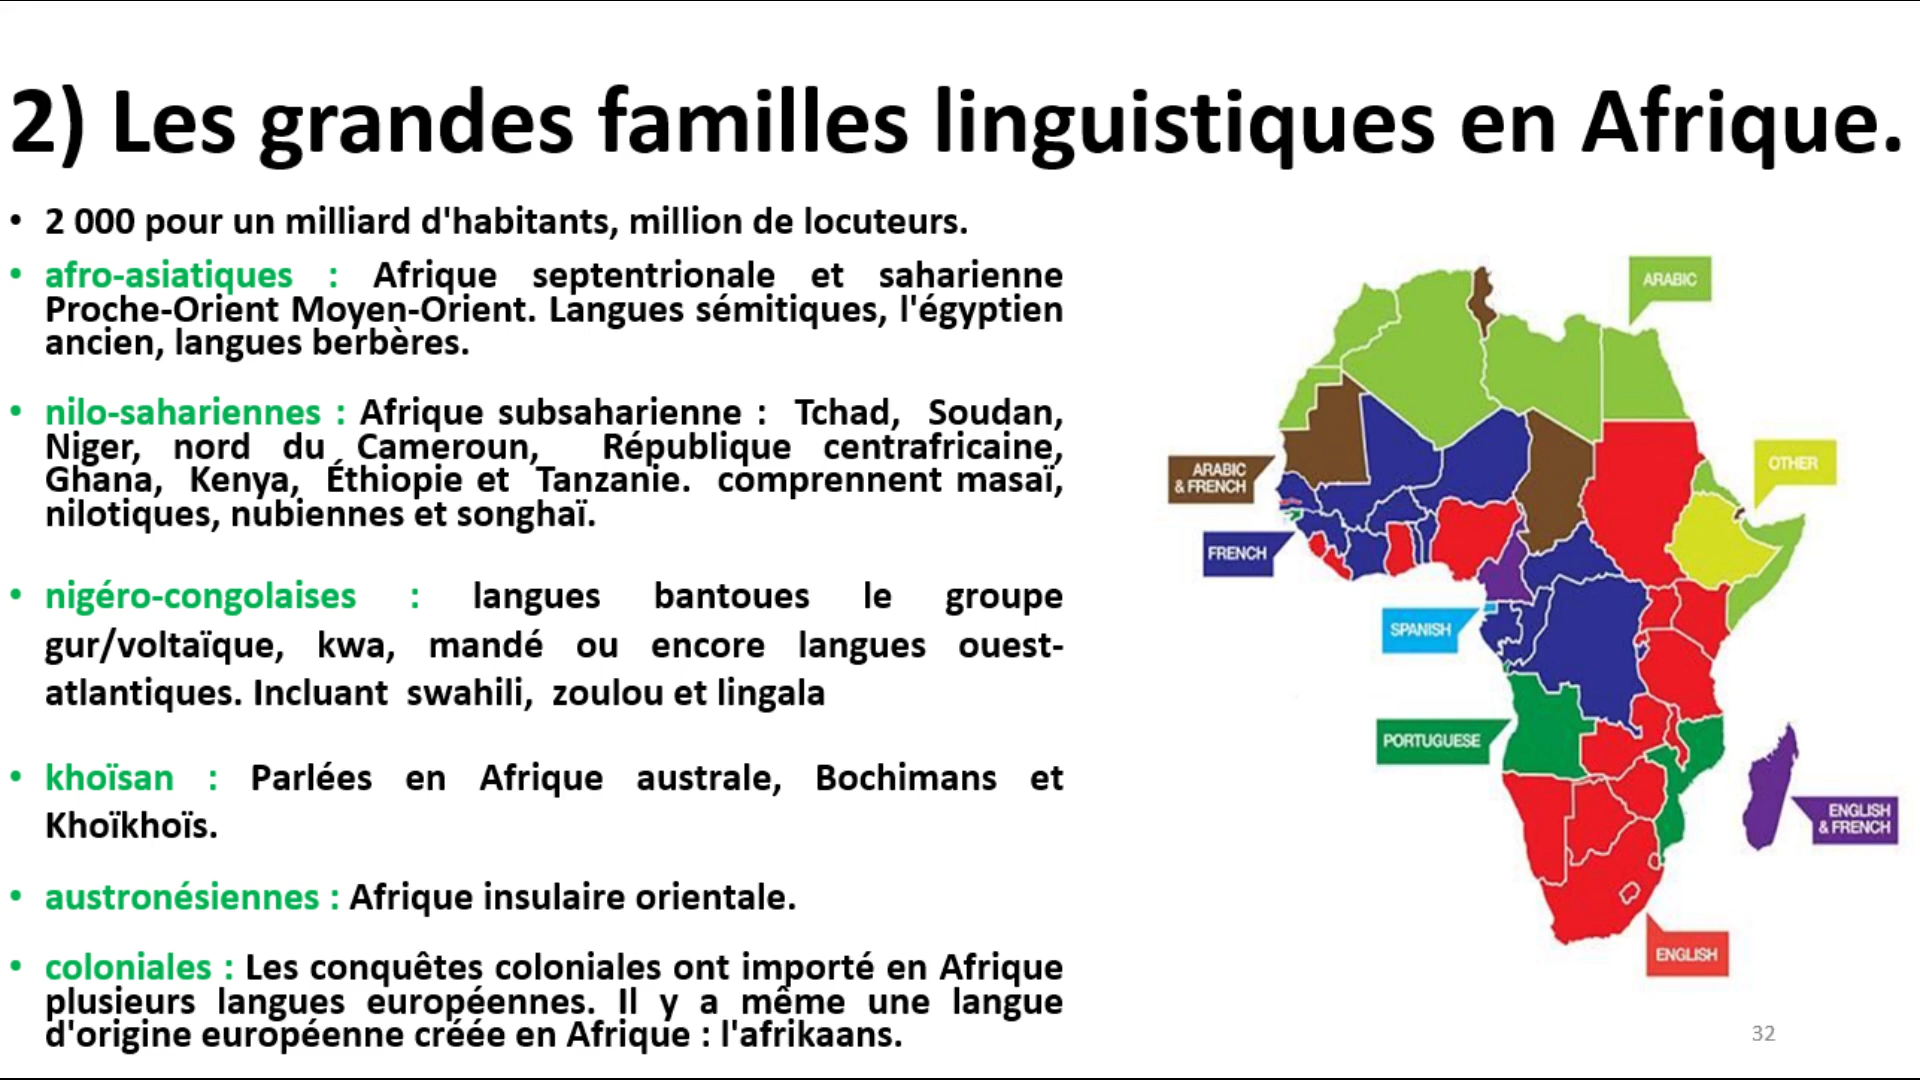 2) Les grandes familles linguistiques en Afrique.
• 2 000 pour un milliard d'habitants, million de locuteurs.
• afro-asiatiques : Afrique septentrionale et saharienne
Proche-Orient Moyen-Orient. Langues sémitiques, l'égyptien
ancien, langues berbères.
• nilo-sahariennes : Afrique subsaharienne : Tchad, Soudan,
Niger, nord du Cameroun, République centrafricaine,
Ghana, Kenya, Éthiopie et Tanzanie. comprennent masaï,
nilotiques, nubiennes et songhaï.
• nigéro-congolaises : langues bantoues le groupe
gur/voltaïque, kwa, mandé ou encore langues ouest-
atlantiques. Incluant swahili, zoulou et lingala
• khoïsan : Parlées en Afrique australe, Bochimans et
Khoïkhoïs.
• austronésiennes : Afrique insulaire orientale.
• coloniales : Les conquêtes coloniales ont importé en Afrique
plusieurs langues européennes. Il y a même une langue
d'origine européenne créée en Afrique : l'afrikaans.
ARABIC
OTHER
ARABIC
& FRENCH
FRENCH
SPANISH
PORTUGUESE
ENGLISH
& FRENCH
ENGLISH
32